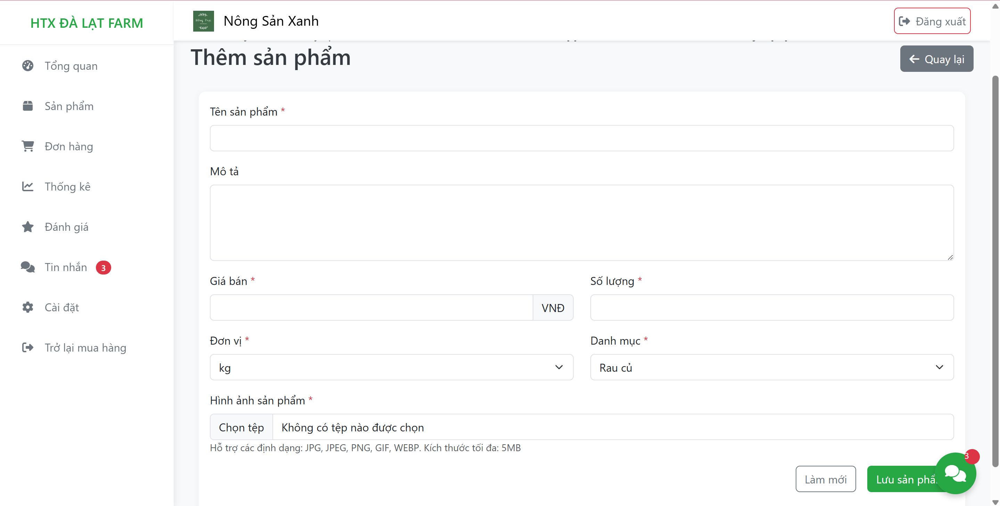 HTX ĐÀ LẠT FARM
Nông Sản Xanh
Đăng xuất
Tổng quan
Sản phẩm
Đơn hàng
Thống kê
Đánh giá
Tin nhắn 3
Cài đặt
Trở lại mua hàng
Thêm sản phẩm
Quay lại
Tên sản phẩm *
Mô tả
Giá bán *
Số lượng *
VNĐ
Đơn vị *
Danh mục *
kg
Rau củ
Hình ảnh sản phẩm *
Chọn tệp Không có tệp nào được chọn
Hỗ trợ các định dạng: JPG, JPEG, PNG, GIF, WEBP. Kích thước tối đa: 5MB
3
Làm mới
Lưu sản